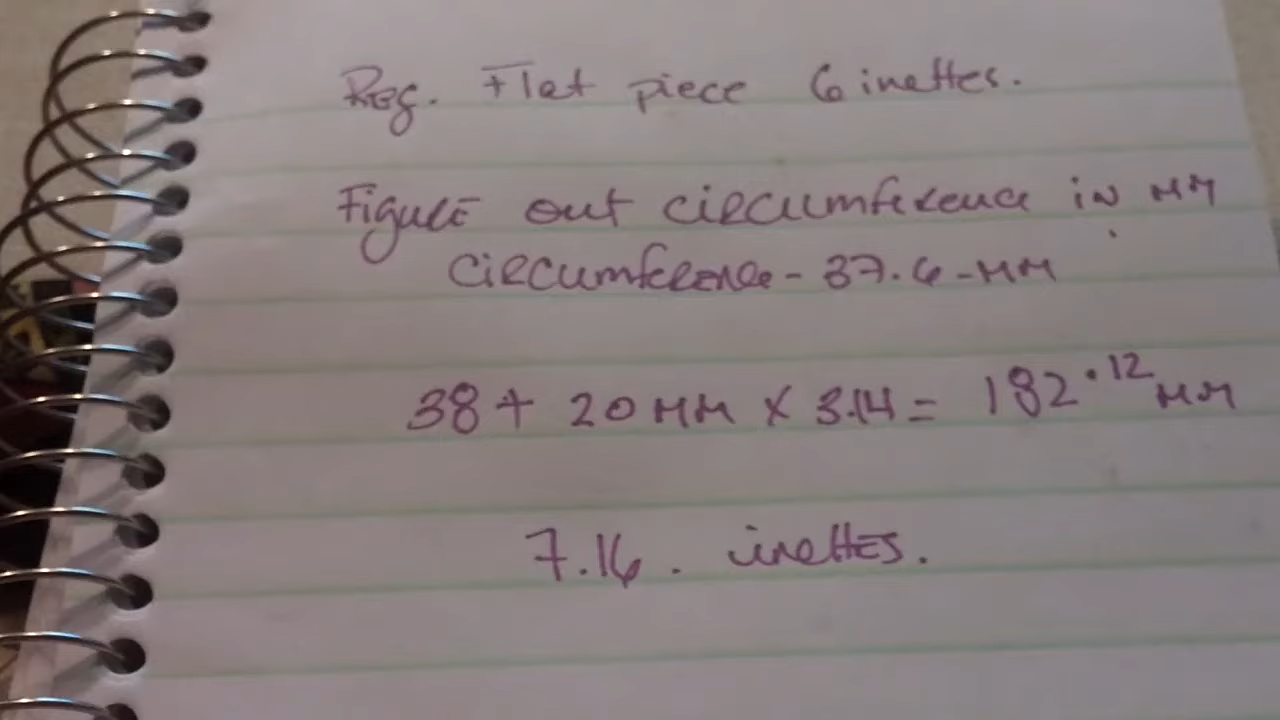 Reg. Flat piece 6 inches.
Figure out circumference in MM
Circumference - 37.6 - MM
38 + 20 MM x 3.14 = 182.12 MM
7.16. inches.